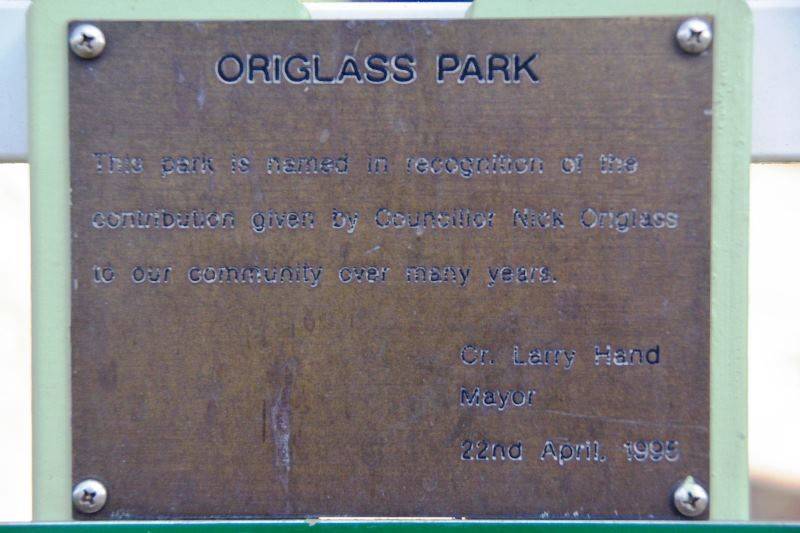 ORIGLASS PARK
This park is named in recognition of the
contribution given by Councillor Nick Origlass
to our community over many years.
Cr. Larry Hand
Mayor
22nd April, 1995